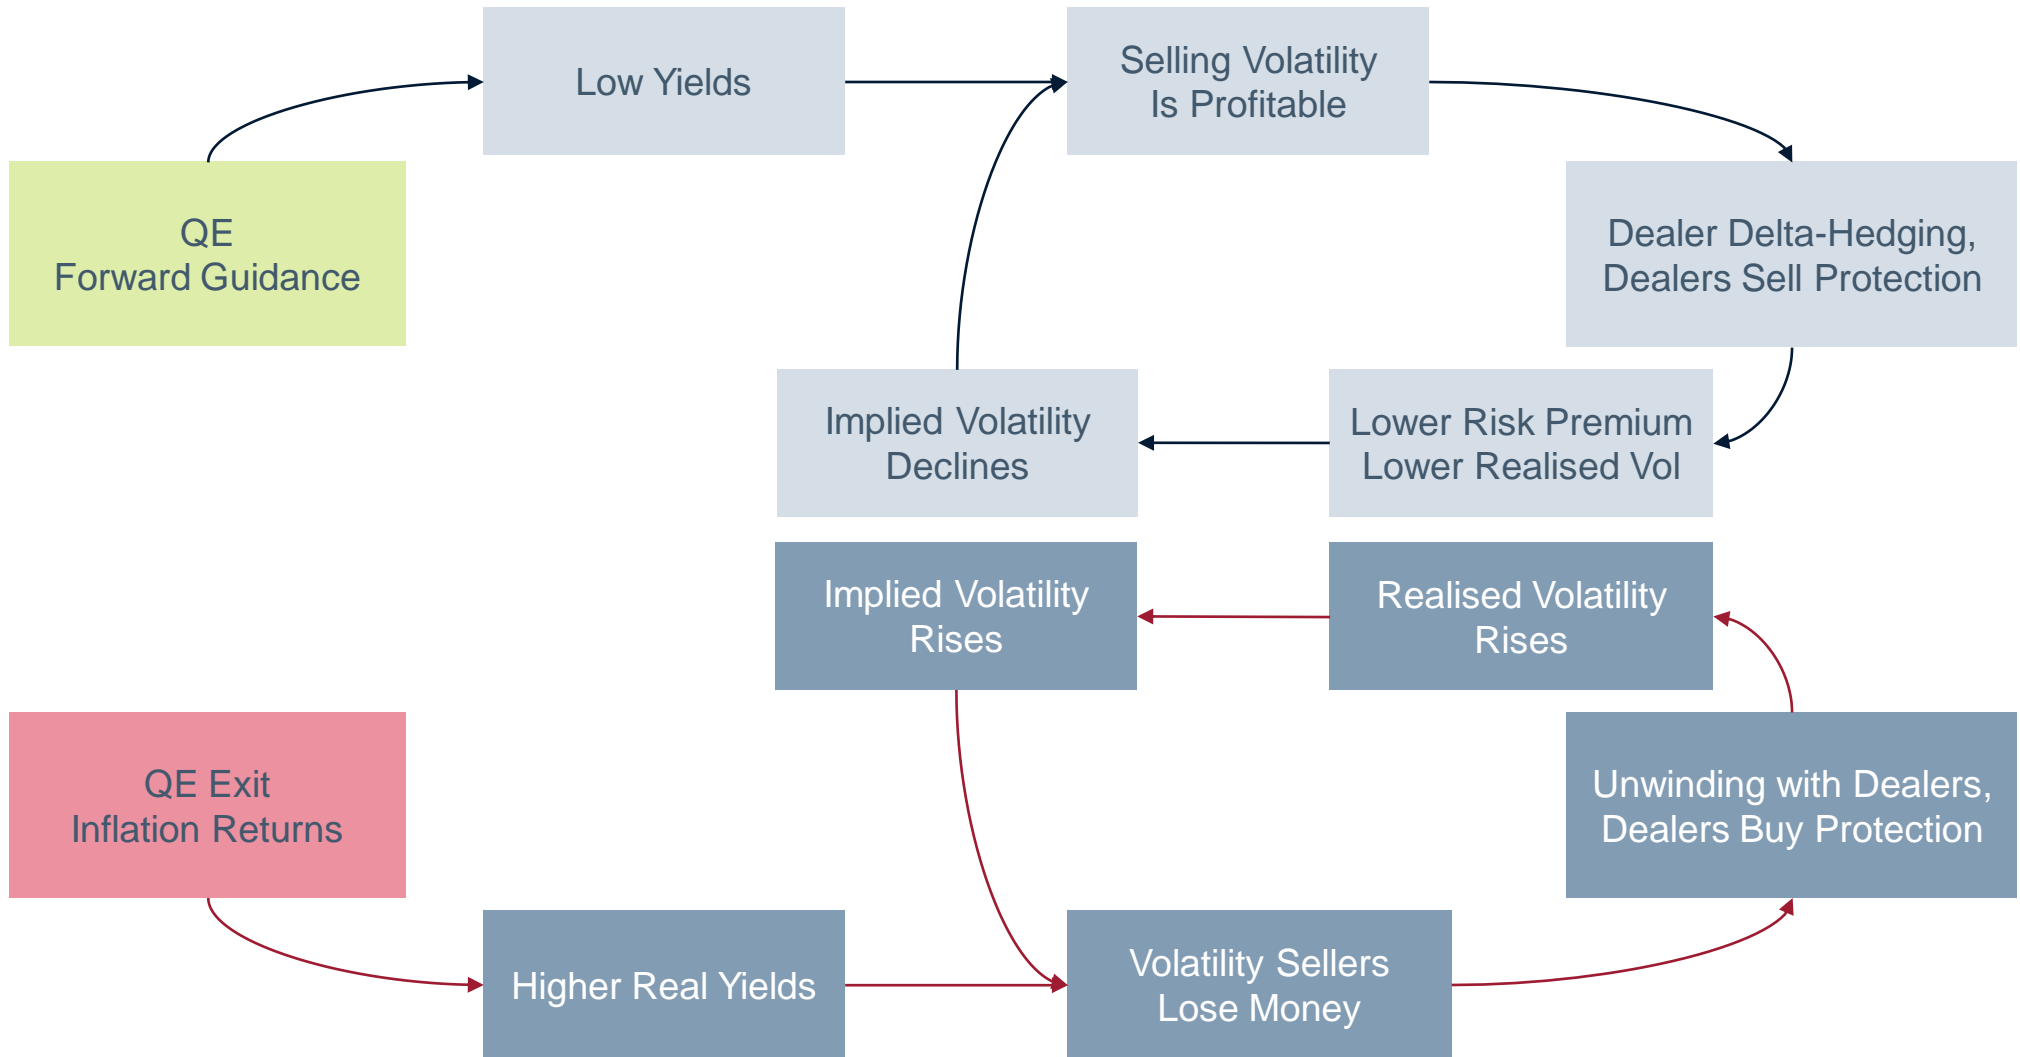 Low Yields
Selling Volatility
Is Profitable
QE
Forward Guidance
Dealer Delta-Hedging,
Dealers Sell Protection
Implied Volatility
Declines
Lower Risk Premium
Lower Realised Vol
Implied Volatility
Rises
Realised Volatility
Rises
QE Exit
Inflation Returns
Unwinding with Dealers,
Dealers Buy Protection
Higher Real Yields
Volatility Sellers
Lose Money